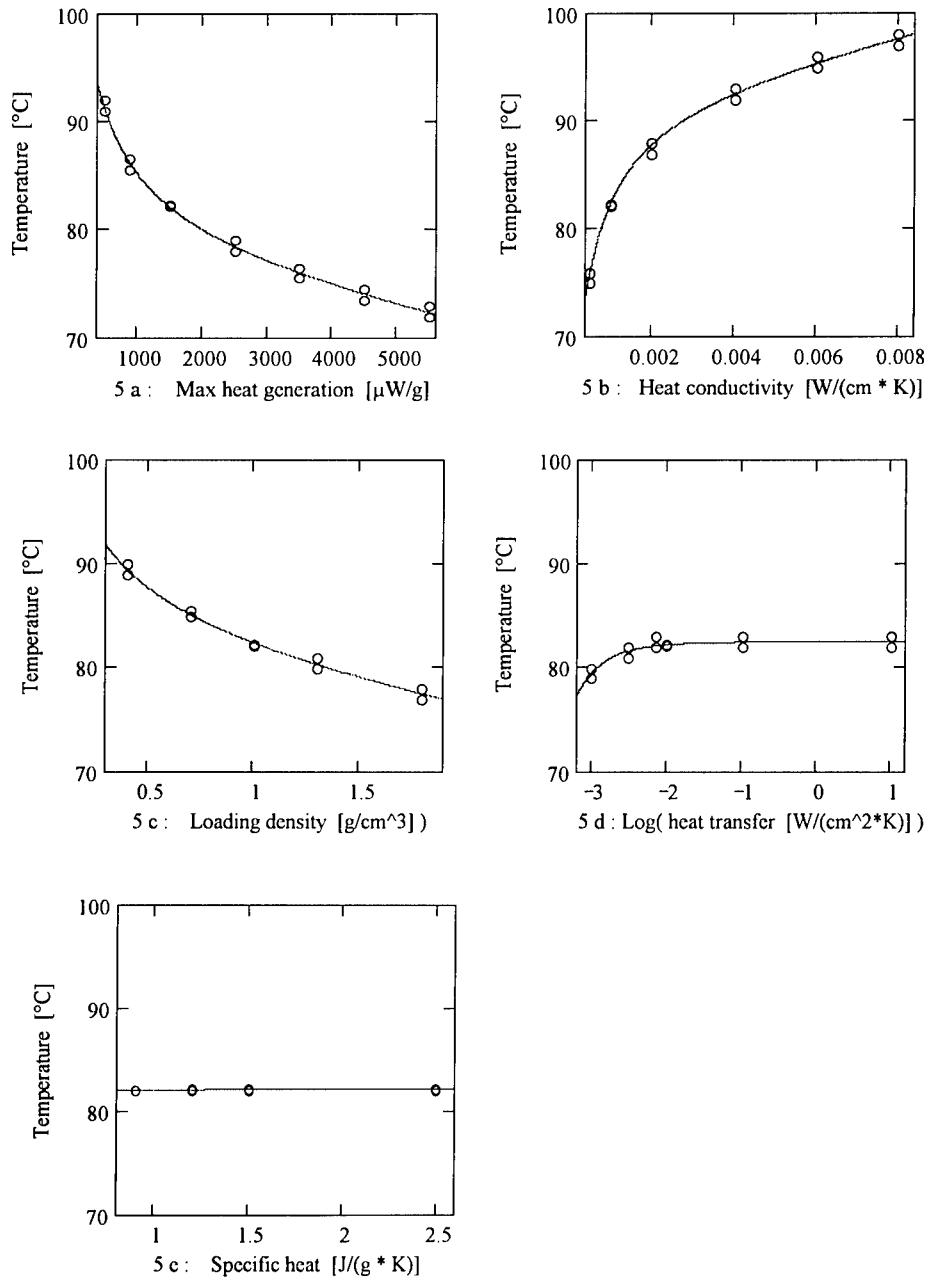 100
90
80
70
Temperature [°C]
1000 2000 3000 4000 5000
5 a : Max heat generation [µW/g]
100
90
80
70
Temperature [°C]
0.002 0.004 0.006 0.008
5 b : Heat conductivity [W/(cm * K)]
100
90
80
70
Temperature [°C]
0.5 1 1.5
5 c : Loading density [g/cm^3] )
100
90
80
70
Temperature [°C]
−3 −2 −1 0 1
5 d : Log( heat transfer [W/(cm^2*K)] )
100
90
80
70
Temperature [°C]
1 1.5 2 2.5
5 e : Specific heat [J/(g * K)]